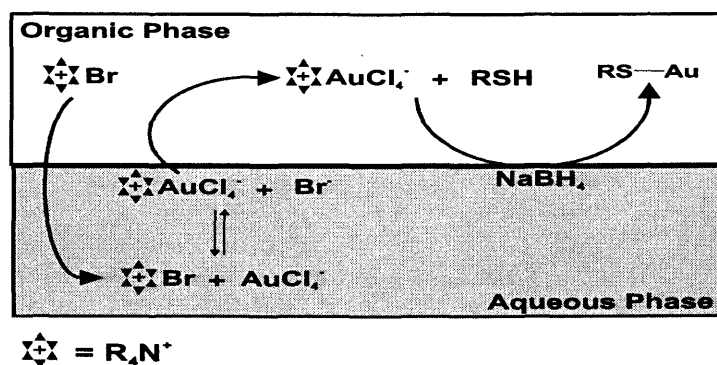 Organic Phase
+ Br
+ AuCl₄⁻ + RSH
RS—Au
+ AuCl₄⁻ + Br⁻
NaBH₄
+ Br + AuCl₄⁻
Aqueous Phase
+ = R₄N⁺